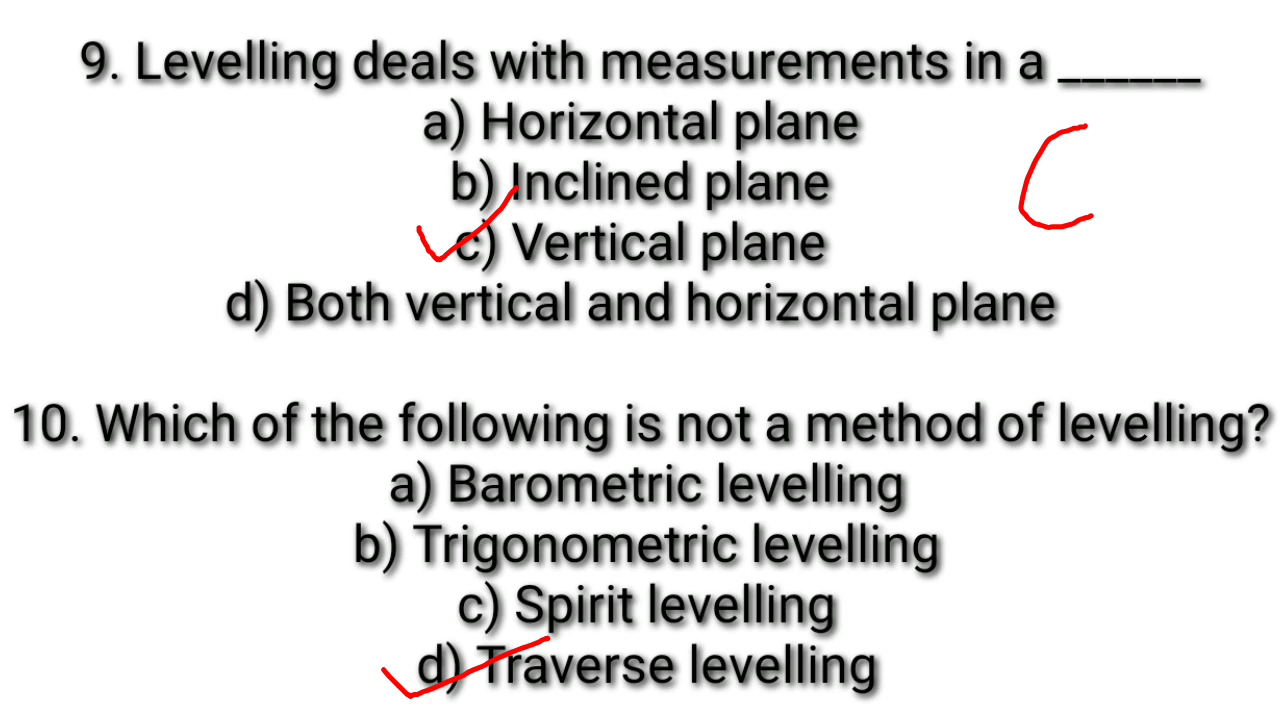 9. Levelling deals with measurements in a ______
a) Horizontal plane
b) Inclined plane
c) Vertical plane
C
d) Both vertical and horizontal plane
10. Which of the following is not a method of levelling?
a) Barometric levelling
b) Trigonometric levelling
c) Spirit levelling
d) Traverse levelling